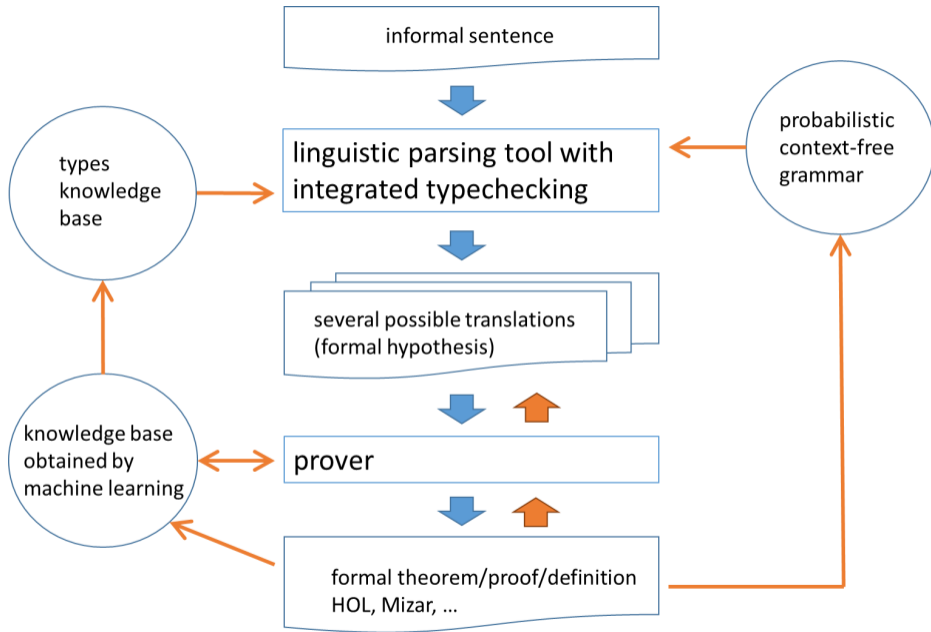 informal sentence
probabilistic
context-free
grammar
linguistic parsing tool with
integrated typechecking
types
knowledge
base
several possible translations
(formal hypothesis)
knowledge base
obtained by
machine learning
prover
formal theorem/proof/definition
HOL, Mizar, ...